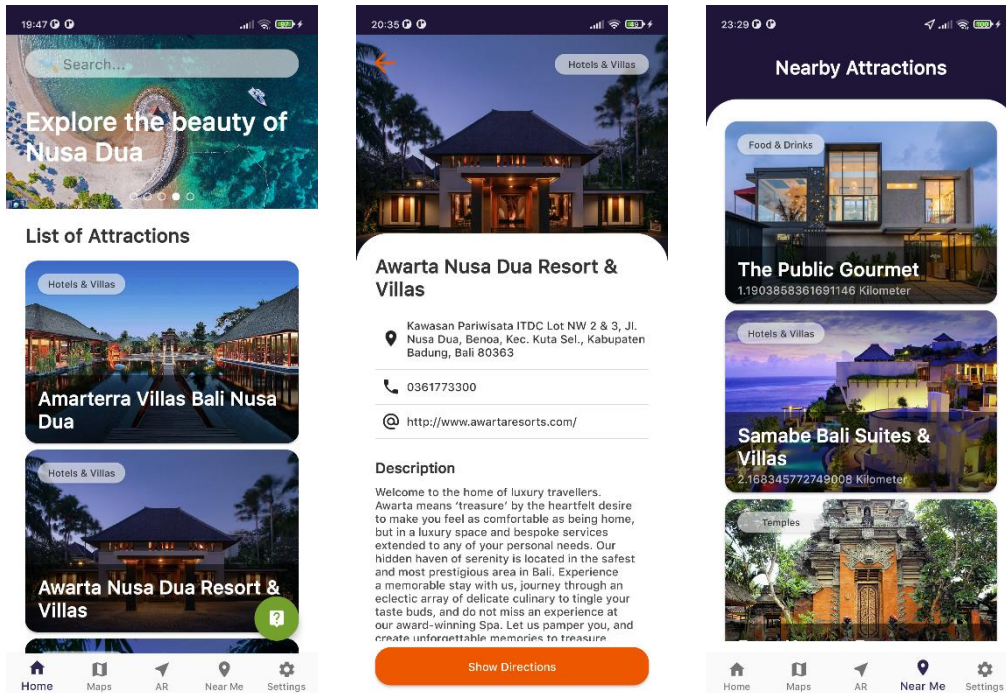 19:47
Search...
Explore the beauty of
Nusa Dua
List of Attractions
Hotels & Villas
Amarterra Villas Bali Nusa
Dua
Hotels & Villas
Awarta Nusa Dua Resort &
Villas
Home
Maps
AR
Near Me
Settings
20:35
Hotels & Villas
Awarta Nusa Dua Resort &
Villas
Kawasan Pariwisata ITDC Lot NW 2 & 3, Jl.
Nusa Dua, Benoa, Kec. Kuta Sel., Kabupaten
Badung, Bali 80363
0361773300
http://www.awartaresorts.com/
Description
Welcome to the home of luxury travellers.
Awarta means ‘treasure’ by the heartfelt desire
to make you feel as comfortable as being home,
but in a luxury space and bespoke services
extended to any of your personal needs. Our
hidden haven of serenity is located in the safest
and most prestigious area in Bali. Experience
a memorable stay with us, journey through an
eclectic array of delicate culinary to tingle your
taste buds, and do not miss an experience at
our award-winning Spa. Let us pamper you, and
create unforgettable memories to treasure
Show Directions
23:29
Nearby Attractions
Food & Drinks
The Public Gourmet
1.1903858361691146 Kilometer
Hotels & Villas
Samabe Bali Suites &
Villas
2.168345772749008 Kilometer
Temples
Home
Maps
AR
Near Me
Settings